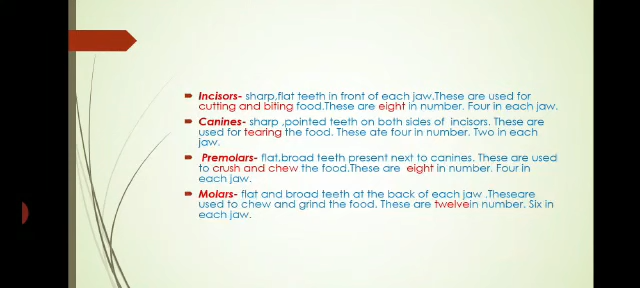 Incisors- sharp,flat teeth in front of each jaw.These are used for
cutting and biting food.These are eight in number. Four in each jaw.
Canines- sharp ,pointed teeth on both sides of incisors. These are
used for tearing the food. These ate four in number. Two in each
jaw.
Premolars- flat,broad teeth present next to canines. These are used
to crush and chew the food.These are eight in number. Four in
each jaw.
Molars- flat and broad teeth at the back of each jaw .Theseare
used to chew and grind the food. These are twelvein number. Six in
each jaw.